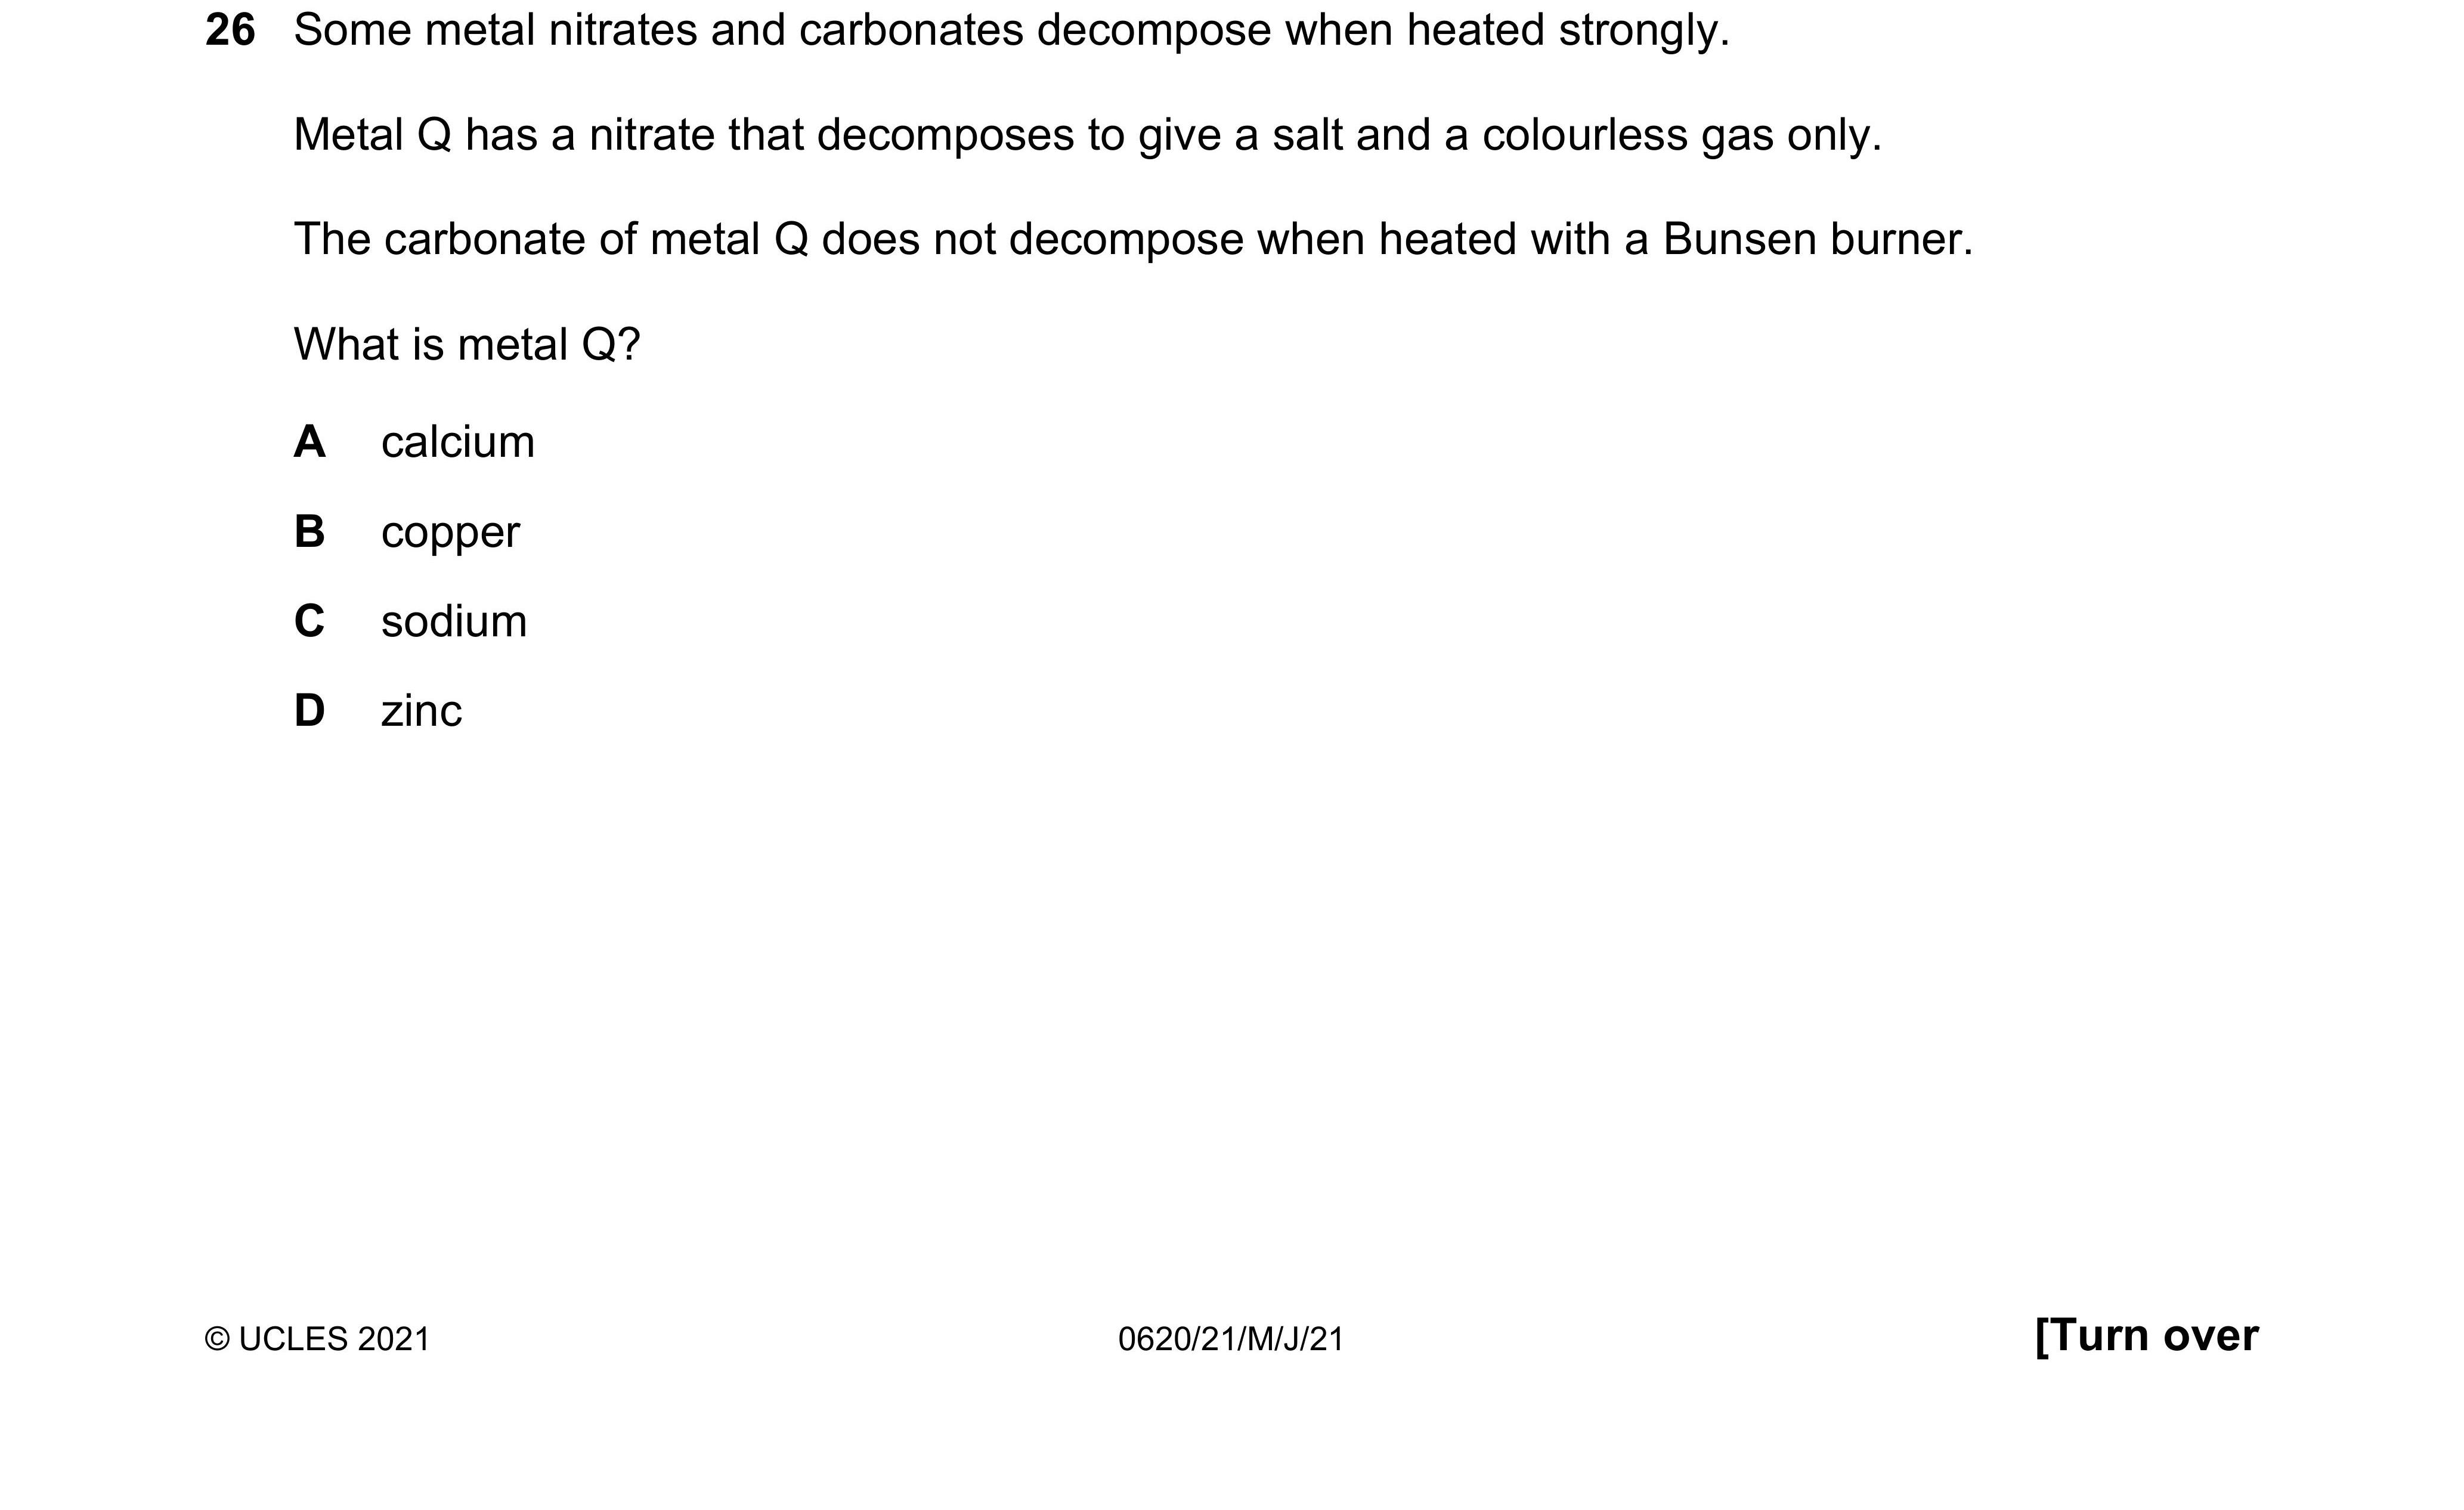 26 Some metal nitrates and carbonates decompose when heated strongly.
Metal Q has a nitrate that decomposes to give a salt and a colourless gas only.
The carbonate of metal Q does not decompose when heated with a Bunsen burner.
What is metal Q?
A calcium
B copper
C sodium
D zinc
© UCLES 2021 0620/21/M/J/21 [Turn over